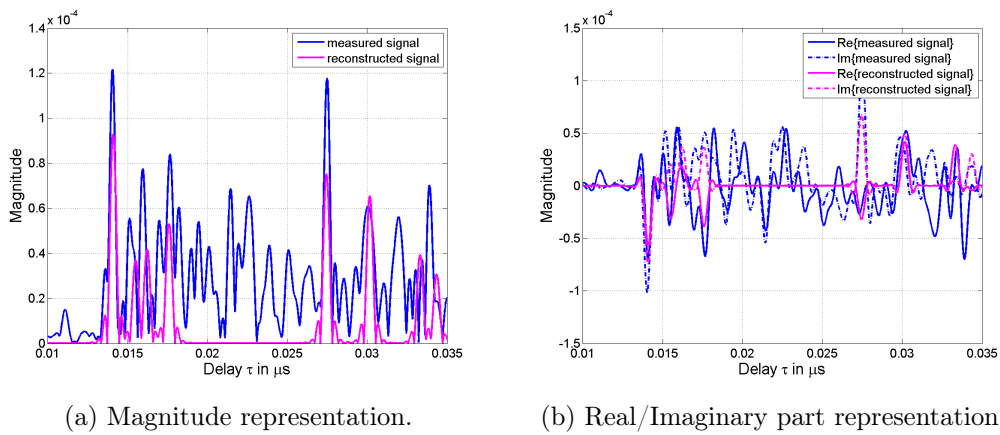 x 10⁻⁴
1.4
1.2
1
0.8
0.6
0.4
0.2
0
0.01
0.015
0.02
0.025
0.03
0.035
Magnitude
Delay τ in μs
measured signal
reconstructed signal
(a) Magnitude representation.
x 10⁻⁴
1.5
1
0.5
0
-0.5
-1
-1.5
0.01
0.015
0.02
0.025
0.03
0.035
Magnitude
Delay τ in μs
Re{measured signal}
Im{measured signal}
Re{reconstructed signal}
Im{reconstructed signal}
(b) Real/Imaginary part representation